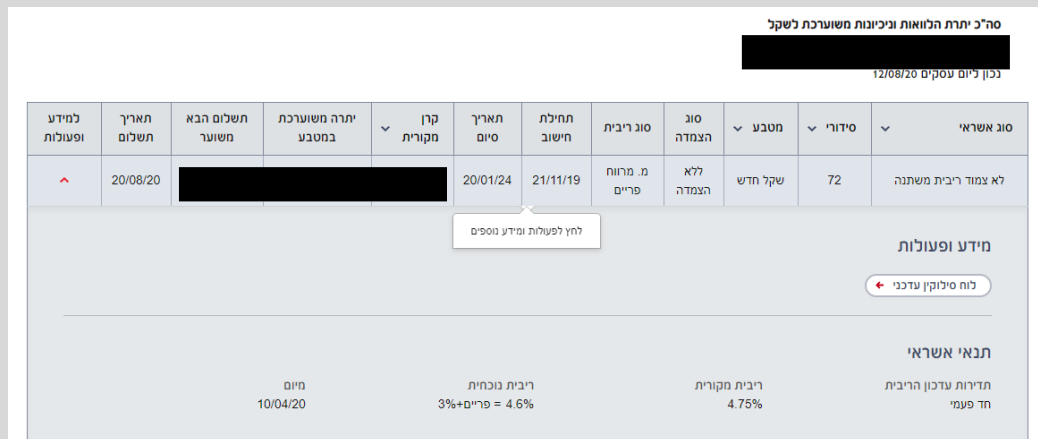 סה"כ יתרת הלוואות וניכיונות משוערכת לשקל
נכון ליום עסקים 12/08/20
סוג אשראי
סידורי
מטבע
סוג הצמדה
סוג ריבית
תחילת חישוב
תאריך סיום
קרן מקורית
יתרה משוערכת במטבע
תשלום הבא משוער
תאריך תשלום
למידע ופעולות
לא צמוד ריבית משתנה
72
שקל חדש
ללא הצמדה
מ. מרווח פריים
21/11/19
20/01/24
20/08/20
לחץ לפעולות ומידע נוספים
מידע ופעולות
לוח סילוקין עדכני
תנאי אשראי
תדירות עדכון הריבית
חד פעמי
ריבית מקורית
4.75%
ריבית נוכחית
4.6% = פריים+3%
מיום
10/04/20